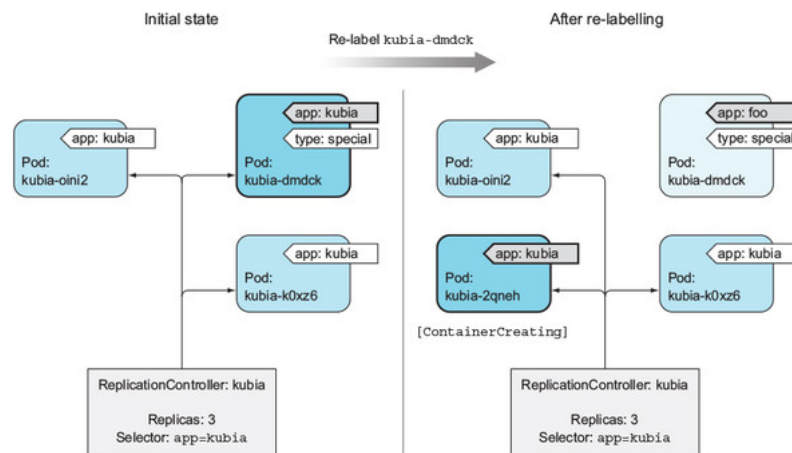 Initial state
Re-label kubia-dmdck
After re-labelling
app: kubia
Pod:
kubia-oini2
app: kubia
type: special
Pod:
kubia-dmdck
app: kubia
Pod:
kubia-k0xz6
ReplicationController: kubia
Replicas: 3
Selector: app=kubia
app: kubia
Pod:
kubia-oini2
app: foo
type: special
Pod:
kubia-dmdck
app: kubia
Pod:
kubia-2qneh
[ContainerCreating]
app: kubia
Pod:
kubia-k0xz6
ReplicationController: kubia
Replicas: 3
Selector: app=kubia